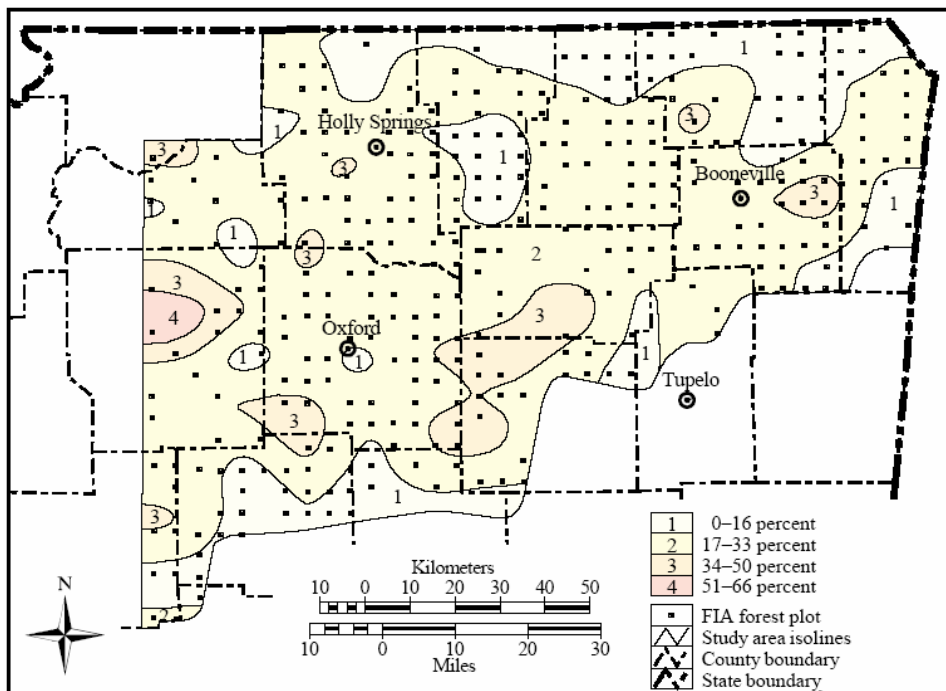 1
3
1
Holly Springs
3
3
1
Booneville
3
1
1
1
3
2
3
4
3
Oxford
1
1
1
Tupelo
3
3
1
3
2
N
1 0–16 percent
2 17–33 percent
3 34–50 percent
4 51–66 percent
FIA forest plot
Study area isolines
County boundary
State boundary
Kilometers
10 0 10 20 30 40 50
10 0 10 20 30
Miles